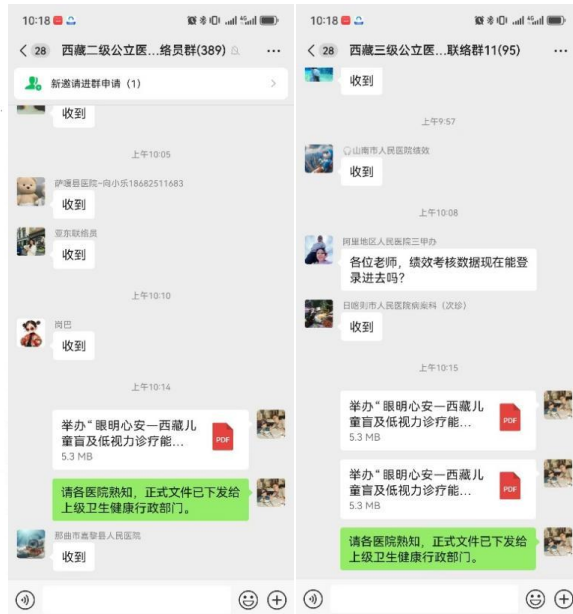 10:18
28 西藏二级公立医...络员群(389)
新邀请进群申请（1）
收到
上午10:05
萨嘎县医院-向小乐18682511683
收到
亚东联络员
收到
上午10:10
岗巴
收到
上午10:14
举办“眼明心安—西藏儿
童盲及低视力诊疗能...
5.3 MB
PDF
请各医院熟知，正式文件已下发给
上级卫生健康行政部门。
那曲市嘉黎县人民医院
收到
10:18
28 西藏三级公立医...联络群11(95)
收到
上午9:57
山南市人民医院绩效
收到
上午10:08
阿里地区人民医院三甲办
各位老师，绩效考核数据现在能登
录进去吗？
日喀则市人民医院病案科（次珍）
收到
上午10:15
举办“眼明心安—西藏儿
童盲及低视力诊疗能...
5.3 MB
PDF
举办“眼明心安—西藏儿
童盲及低视力诊疗能...
5.3 MB
PDF
请各医院熟知，正式文件已下发给
上级卫生健康行政部门。